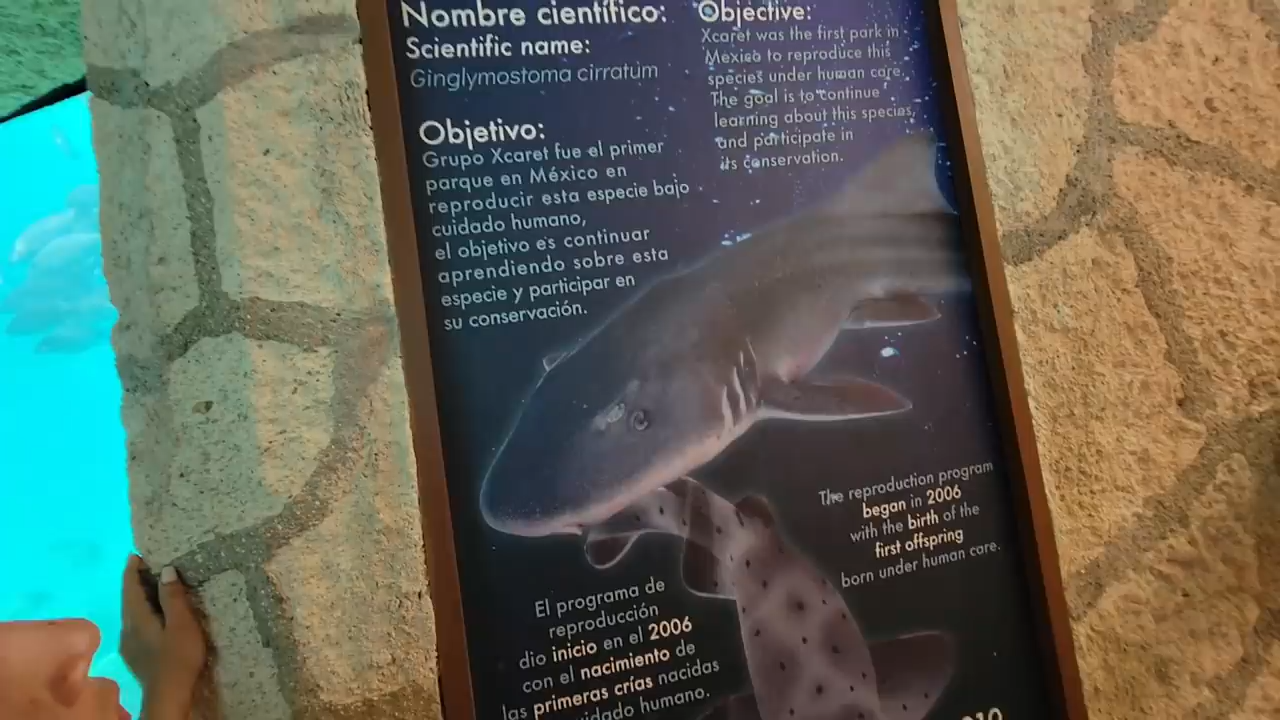 Nombre científico:
Scientific name:
Ginglymostoma cirratum
Objetivo:
Grupo Xcaret fue el primer
parque en México en
reproducir esta especie bajo
cuidado humano,
el objetivo es continuar
aprendiendo sobre esta
especie y participar en
su conservación.
Objective:
Xcaret was the first park in
Mexico to reproduce this
species under human care.
The goal is to continue
learning about this species,
and participate in
its conservation.
The reproduction program
began in 2006
with the birth of the
first offspring
born under human care.
El programa de
reproducción
dio inicio en el 2006
con el nacimiento de
las primeras crías nacidas
humano.